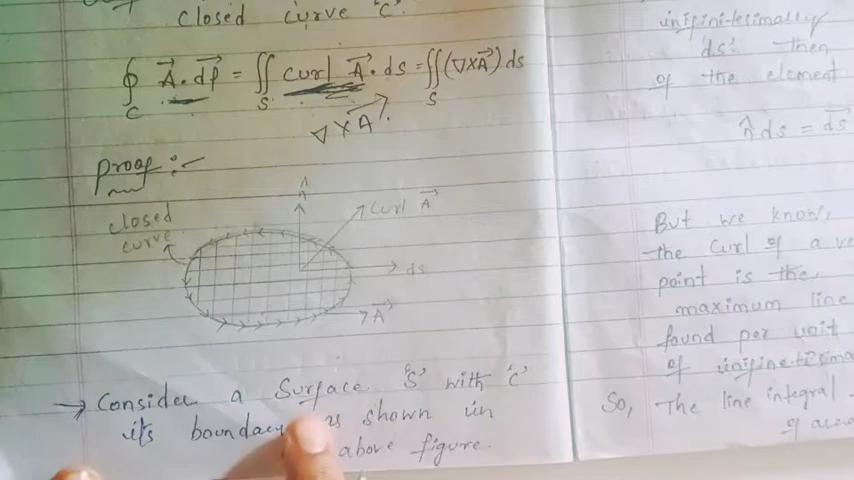 closed curve 'C'.
∮ A⃗ . dl⃗ = ∬ curl A⃗ . ds = ∬ (∇XA⃗) ds
C S S
∇ X A⃗.
Proof :-
closed
curve
n̂
Curl A⃗
ds
A⃗
→ Consider a Surface 'S' with 'C'
its boundary as shown in
above figure.
unifinitesimally
'ds'. Then
of the element
n̂ ds = ds⃗
But we know,
the Curl of a
point is the
maximum line
found per unit
of
So, The line integral
of